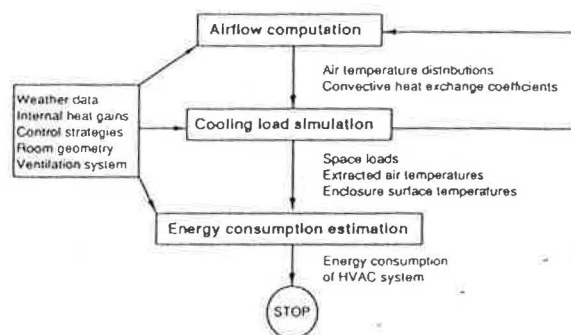 Airflow computation
Air temperature distributions
Convective heat exchange coefficients
Weather data
Internal heat gains
Control strategies
Room geometry
Ventilation system
Cooling load simulation
Space loads
Extracted air temperatures
Enclosure surface temperatures
Energy consumption estimation
Energy consumption
of HVAC system
STOP